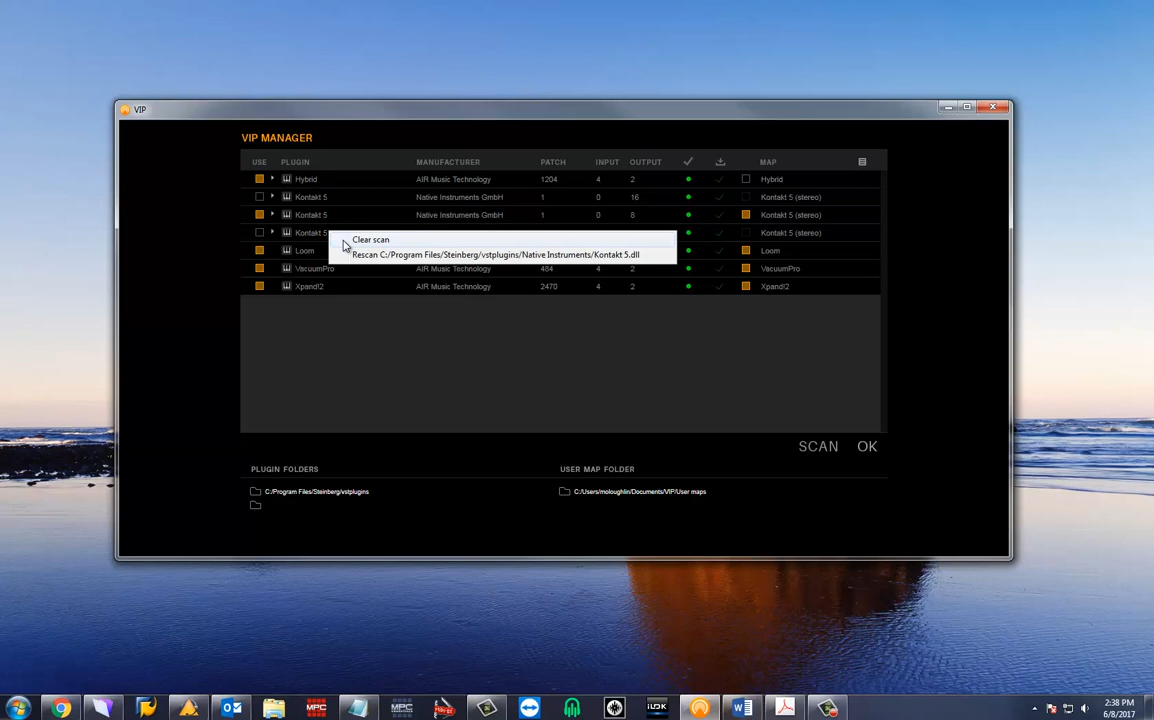 VIP
VIP MANAGER
USE PLUGIN MANUFACTURER PATCH INPUT OUTPUT MAP
Hybrid AIR Music Technology 1204 4 2 Hybrid
Kontakt 5 Native Instruments GmbH 1 0 16 Kontakt 5 (stereo)
Kontakt 5 Native Instruments GmbH 1 0 8 Kontakt 5 (stereo)
Kontakt 5 Kontakt 5 (stereo)
Clear scan
Loom Loom
Rescan C:/Program Files/Steinberg/vstplugins/Native Instruments/Kontakt 5.dll
VacuumPro AIR Music Technology 484 2 2 VacuumPro
Xpand!2 AIR Music Technology 2470 4 2 Xpand!2
SCAN OK
PLUGIN FOLDERS USER MAP FOLDER
C:/Program Files/Steinberg/vstplugins C:/Users/moloughlin/Documents/VIP/User maps
MPC MPC iLOK
2:38 PM
6/8/2017